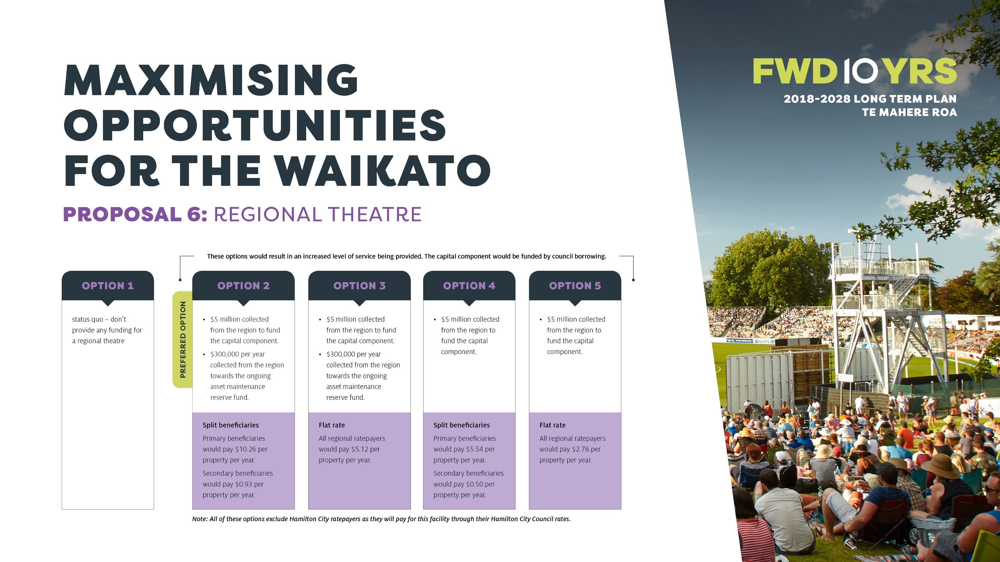 MAXIMISING
OPPORTUNITIES
FOR THE WAIKATO
PROPOSAL 6: REGIONAL THEATRE
FWD 10 YRS
2018-2028 LONG TERM PLAN
TE MAHERE ROA
These options would result in an increased level of service being provided. The capital component would be funded by council borrowing.
OPTION 1
status quo – don't
provide any funding for
a regional theatre
PREFERRED OPTION
OPTION 2
• $5 million collected
from the region to fund
the capital component.
• $300,000 per year
collected from the region
towards the ongoing
asset maintenance
reserve fund.
Split beneficiaries
Primary beneficiaries
would pay $10.26 per
property per year.
Secondary beneficiaries
would pay $0.93 per
property per year.
OPTION 3
• $5 million collected
from the region to fund
the capital component.
• $300,000 per year
collected from the region
towards the ongoing
asset maintenance
reserve fund.
Flat rate
All regional ratepayers
would pay $5.12 per
property per year.
OPTION 4
• $5 million collected
from the region to
fund the capital
component.
Split beneficiaries
Primary beneficiaries
would pay $5.54 per
property per year.
Secondary beneficiaries
would pay $0.50 per
property per year.
OPTION 5
• $5 million collected
from the region to
fund the capital
component.
Flat rate
All regional ratepayers
would pay $2.76 per
property per year.
Note: All of these options exclude Hamilton City ratepayers as they will pay for this facility through their Hamilton City Council rates.